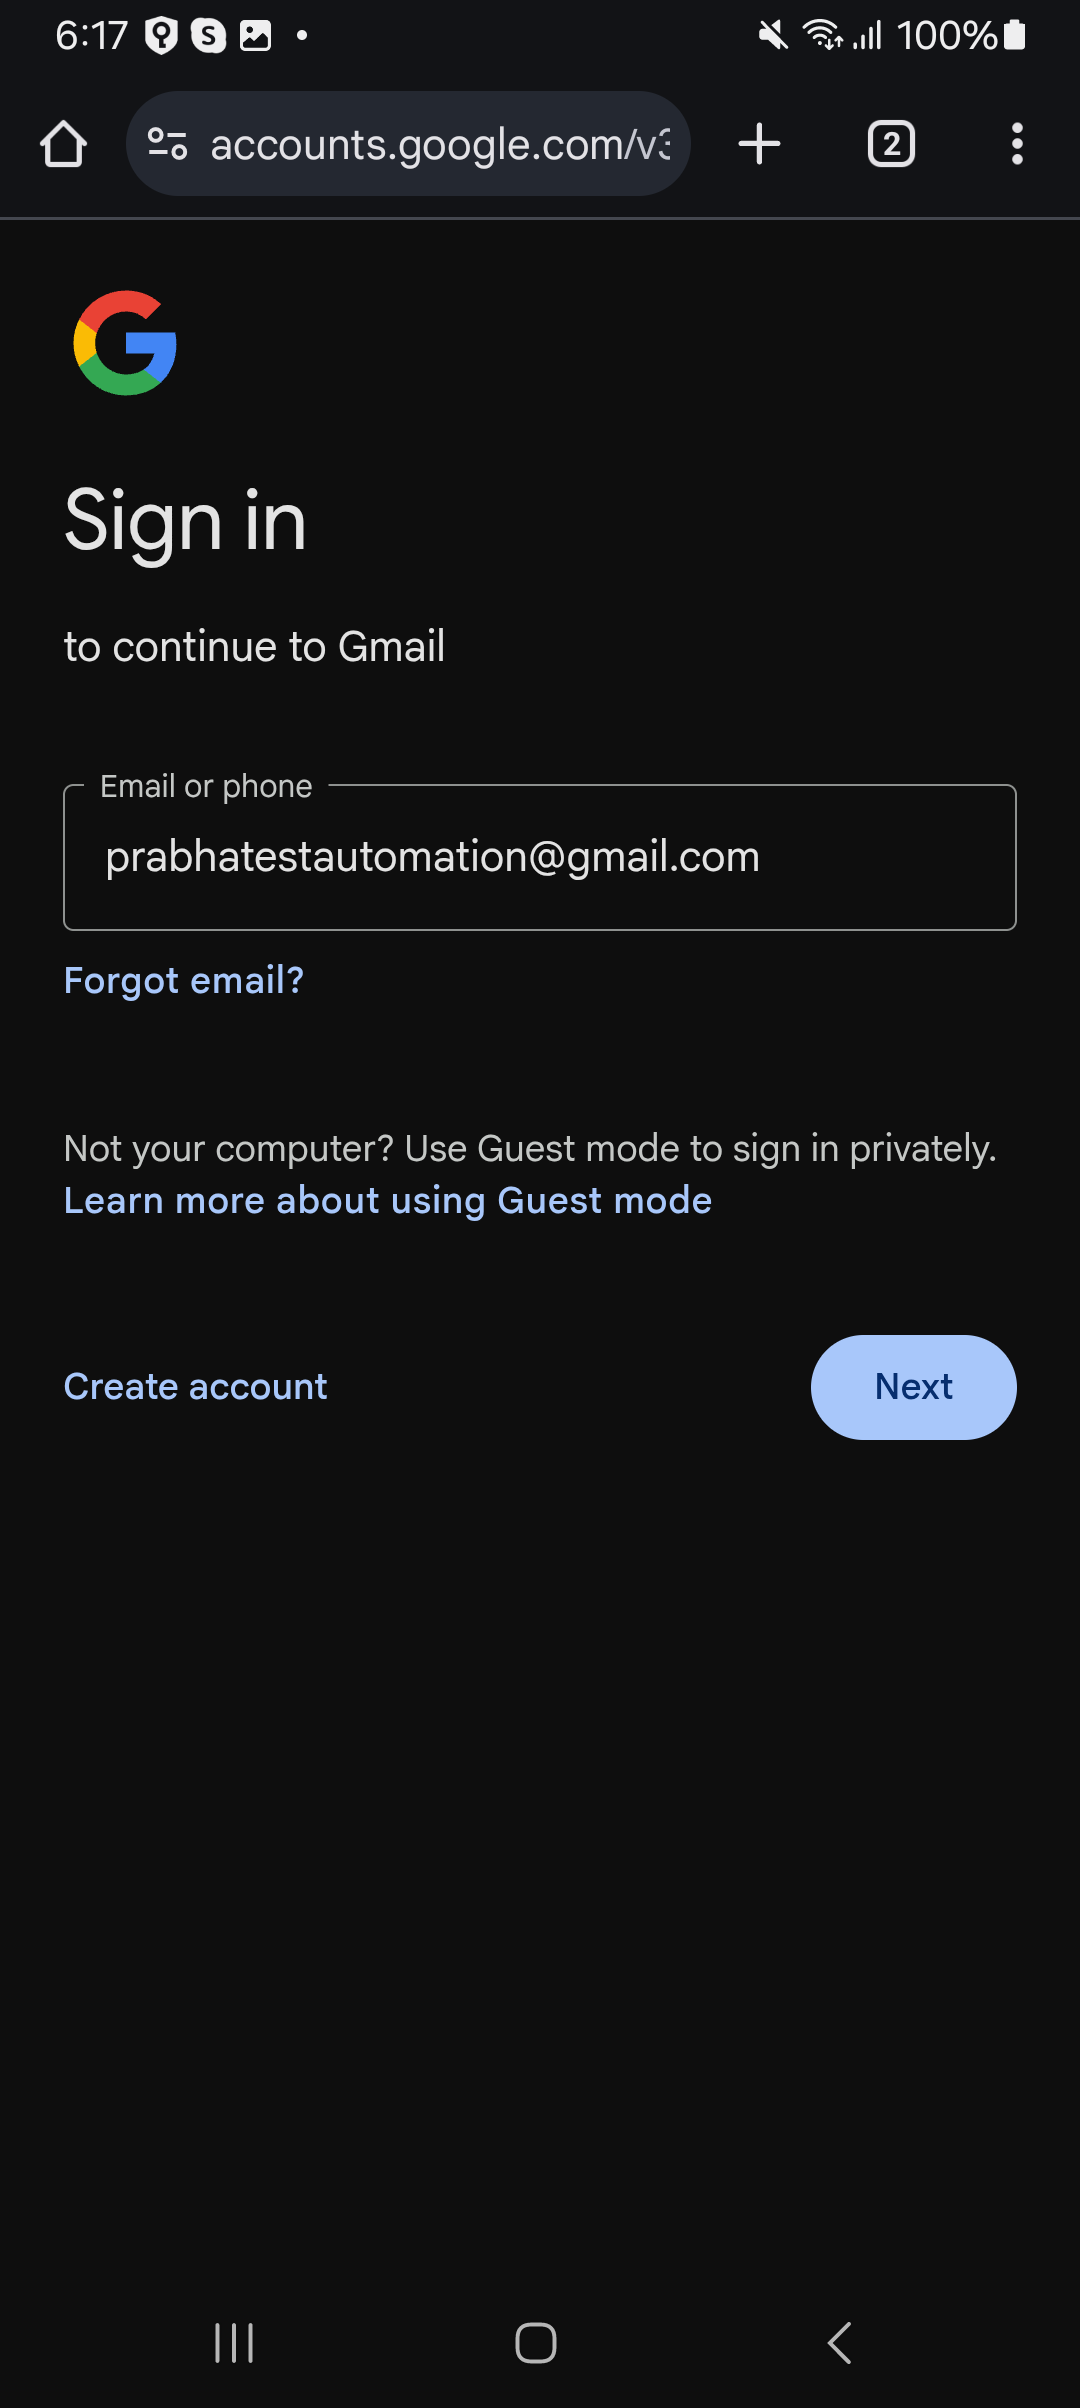 6:17
100%
accounts.google.com/v3
2
Sign in
to continue to Gmail
Email or phone
prabhatestautomation@gmail.com
Forgot email?
Not your computer? Use Guest mode to sign in privately.
Learn more about using Guest mode
Create account
Next